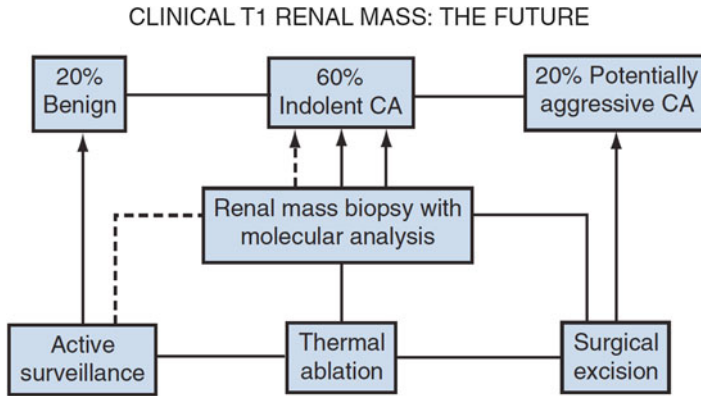 CLINICAL T1 RENAL MASS: THE FUTURE
20%
Benign
60%
Indolent CA
20% Potentially
aggressive CA
Renal mass biopsy with
molecular analysis
Active
surveillance
Thermal
ablation
Surgical
excision